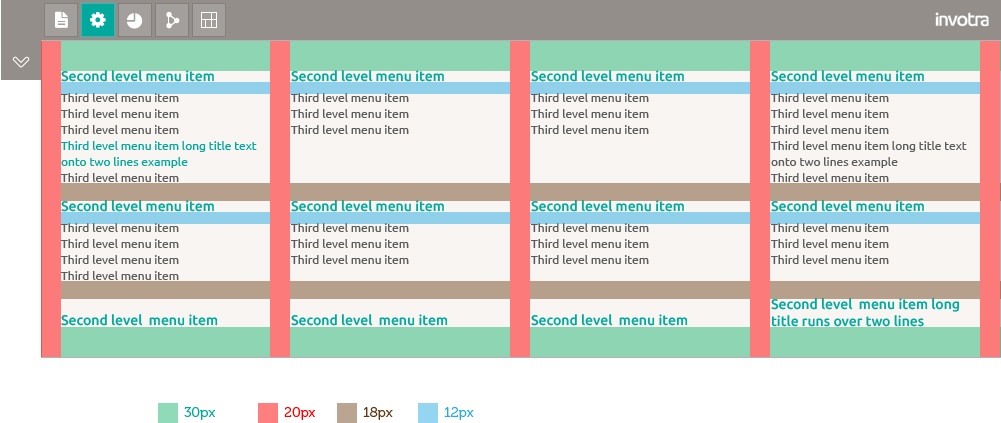 invotra
Second level menu item
Third level menu item
Third level menu item
Third level menu item
Third level menu item long title text
onto two lines example
Third level menu item
Second level menu item
Third level menu item
Third level menu item
Third level menu item
Second level menu item
Third level menu item
Third level menu item
Third level menu item
Second level menu item
Third level menu item
Third level menu item
Third level menu item
Third level menu item long title text
onto two lines example
Third level menu item
Second level menu item
Third level menu item
Third level menu item
Third level menu item
Third level menu item
Second level menu item
Third level menu item
Third level menu item
Third level menu item
Second level menu item
Third level menu item
Third level menu item
Third level menu item
Second level menu item
Third level menu item
Third level menu item
Third level menu item
Second level  menu item
Second level  menu item
Second level  menu item
Second level  menu item long
title runs over two lines
30px
20px
18px
12px